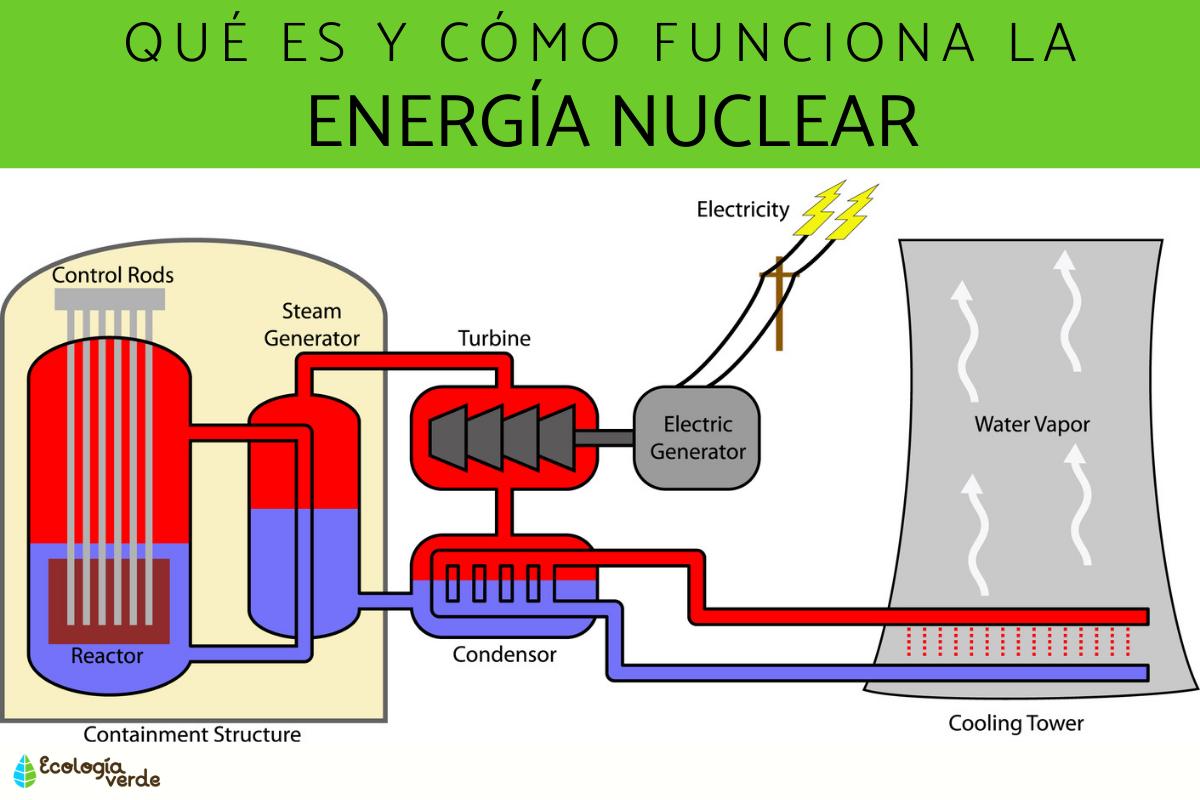 QUÉ ES Y CÓMO FUNCIONA LA
ENERGÍA NUCLEAR
Electricity
Control Rods
Steam
Generator
Turbine
Electric
Generator
Water Vapor
Reactor
Condensor
Containment Structure
Cooling Tower
Ecología
verde